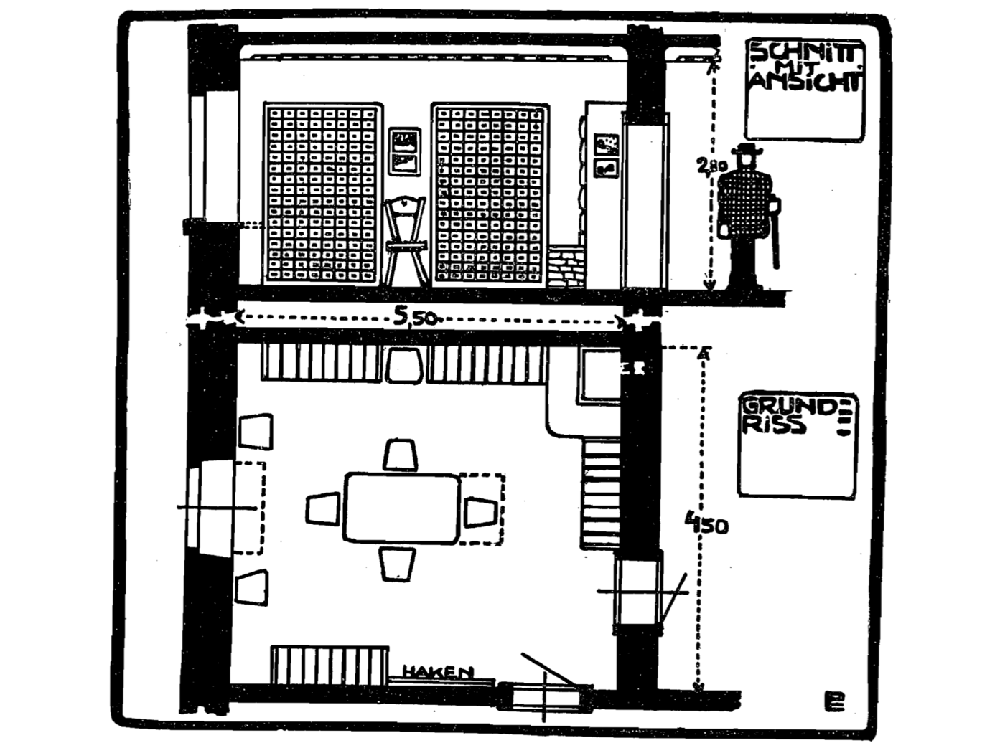 SCHNiTT
MiT
ANSiCHT
2,80
5,50
GRUND=
RiSS
450
HAKEN